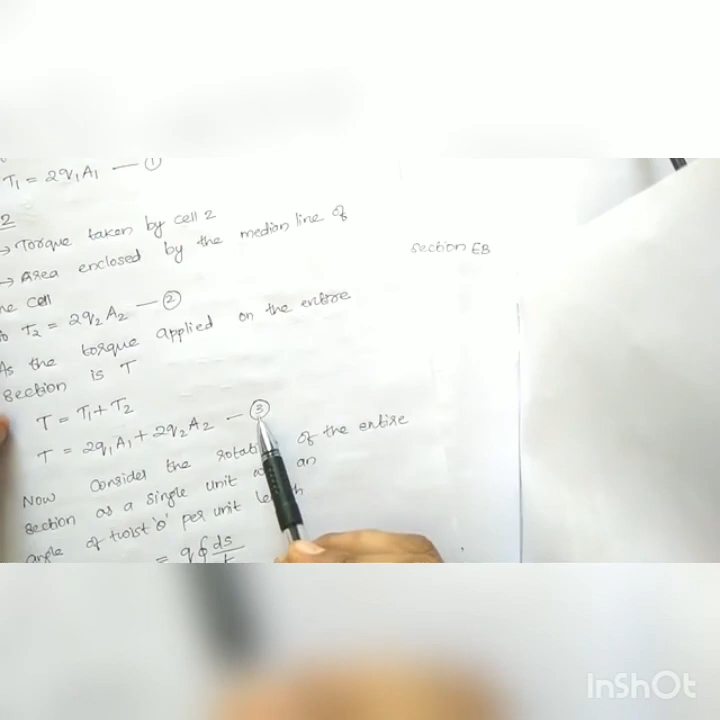 T₁ = 2q₁A₁ — ①
2
→ Torque taken by cell 2
→ Area enclosed by the median line of
cell
T₂ = 2q₂A₂ — ②
As the torque applied on the entire
section is T
T = T₁ + T₂
T = 2q₁A₁ + 2q₂A₂ — ③
Now consider the of the entire
section as a single unit an
angle of twist 'θ' per unit
= q∮ds/t
section EB
InShOt